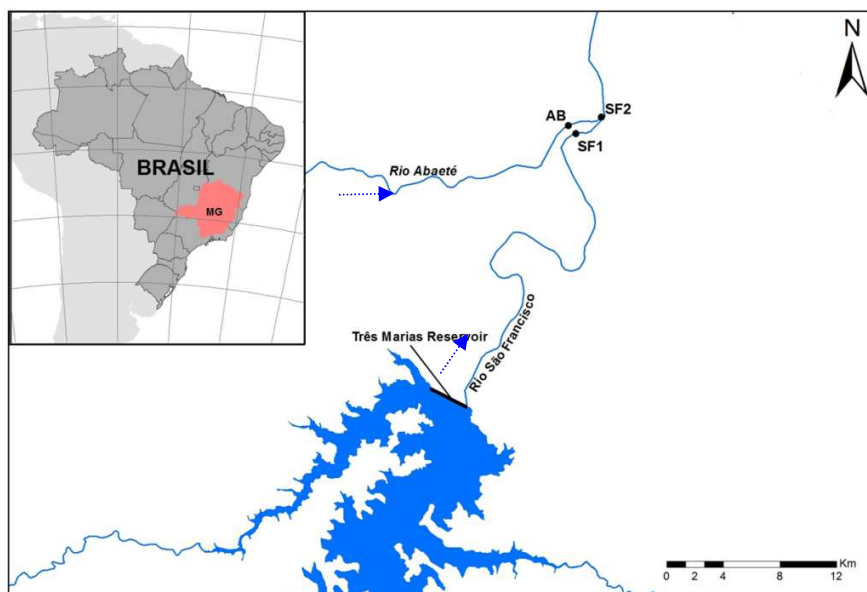 BRASIL
MG
N
AB
SF2
SF1
Rio Abaeté
Três Marias Reservoir
Rio São Francisco
Km
0 2 4 8 12